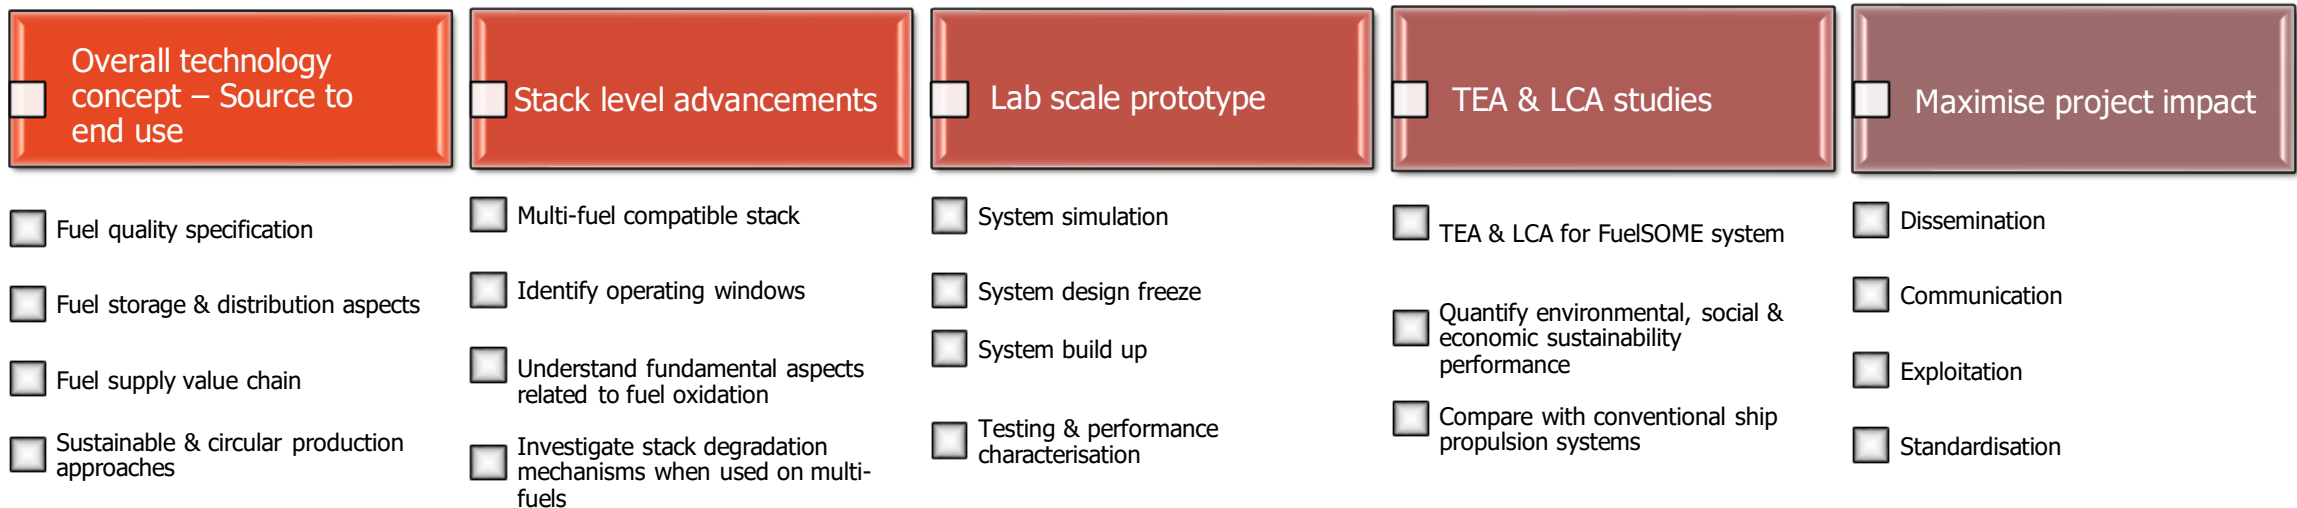 Overall technology
concept – Source to
end use
Fuel quality specification
Fuel storage & distribution aspects
Fuel supply value chain
Sustainable & circular production
approaches
Stack level advancements
Multi-fuel compatible stack
Identify operating windows
Understand fundamental aspects
related to fuel oxidation
Investigate stack degradation
mechanisms when used on multi-
fuels
Lab scale prototype
System simulation
System design freeze
System build up
Testing & performance
characterisation
TEA & LCA studies
TEA & LCA for FuelSOME system
Quantify environmental, social &
economic sustainability
performance
Compare with conventional ship
propulsion systems
Maximise project impact
Dissemination
Communication
Exploitation
Standardisation